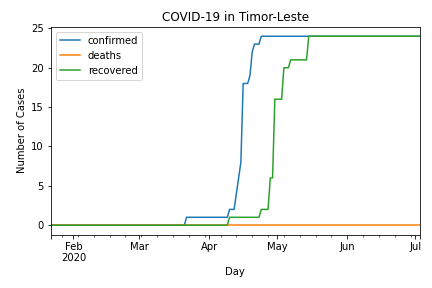 COVID-19 in Timor-Leste
confirmed
deaths
recovered
Number of Cases
25
20
15
10
5
0
Feb
2020
Mar
Apr
May
Jun
Jul
Day